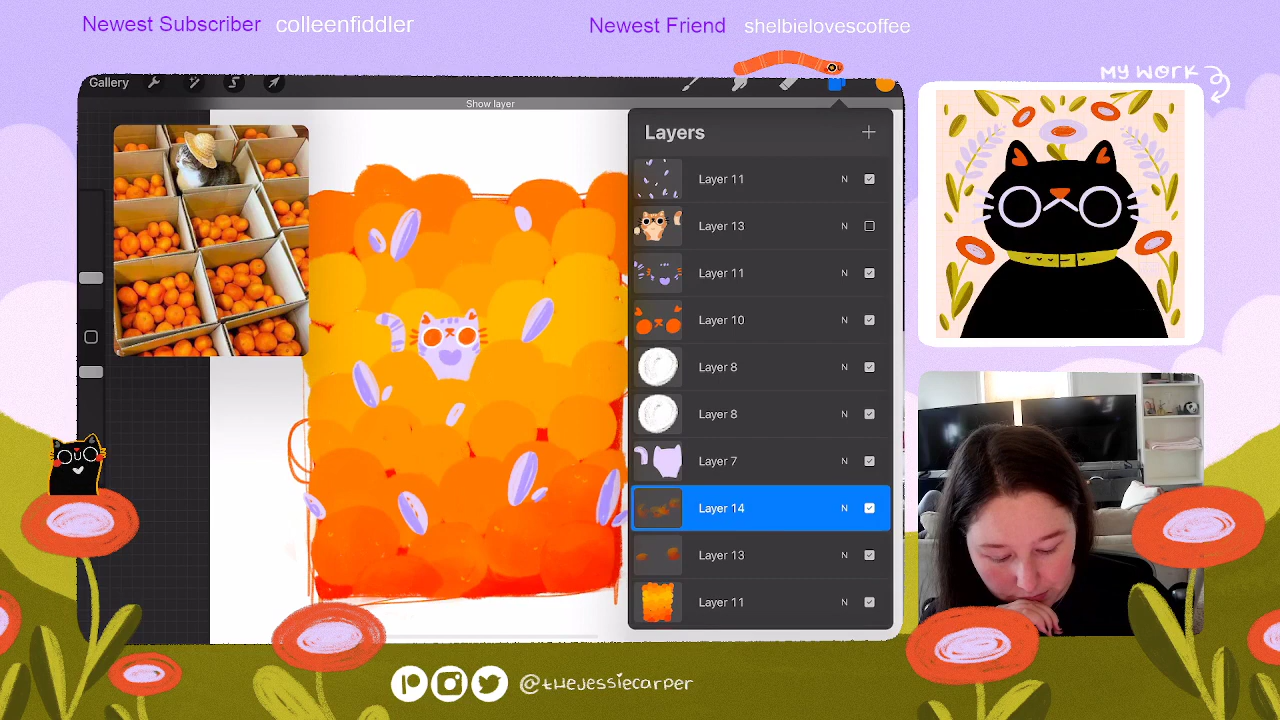 Newest Subscriber colleenfiddler
Newest Friend shelbielovescoffee
MY WORK
Gallery
Show layer
Layers
Layer 11 N
Layer 13 N
Layer 11 N
Layer 10 N
Layer 8 N
Layer 8 N
Layer 7 N
Layer 14 N
Layer 13 N
Layer 11 N
@THEJESSIECARPER